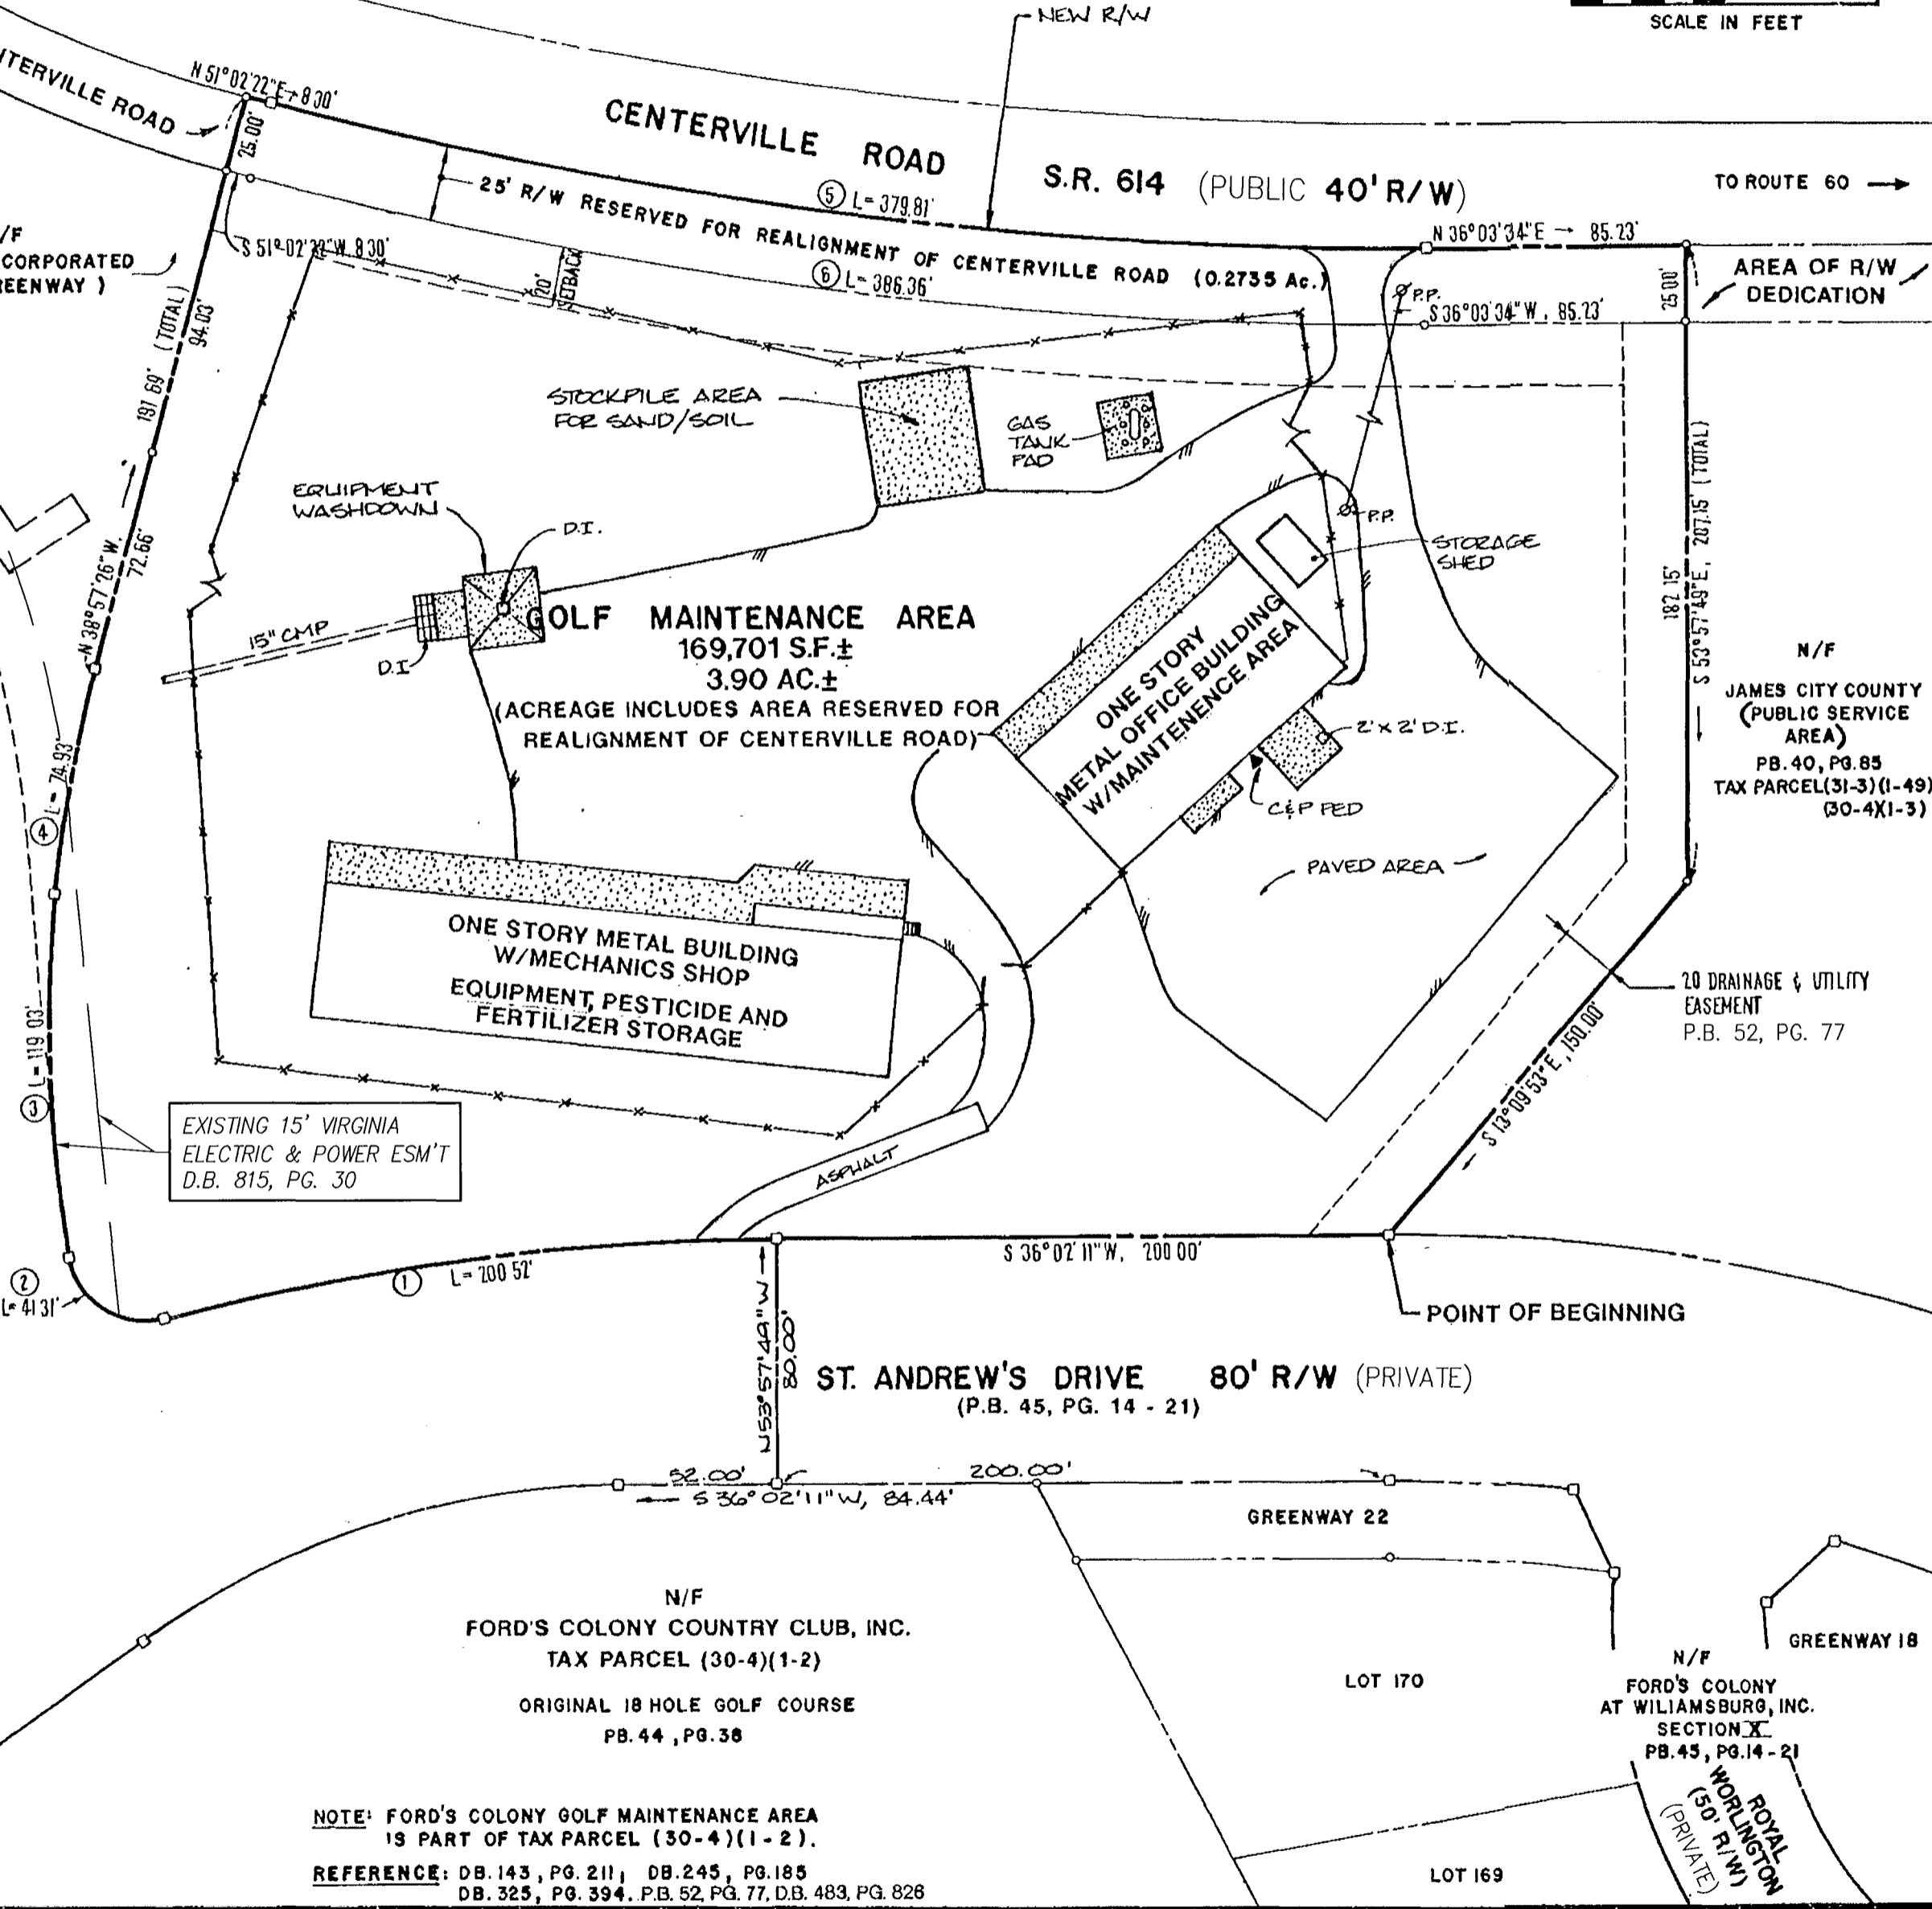 SCALE IN FEET
NEW R/W
N 51°02'22"E → 8.30'
CENTERVILLE ROAD
S.R. 614 (PUBLIC 40' R/W)
TO ROUTE 60
ROAD
25.00'
25' R/W RESERVED FOR REALIGNMENT OF CENTERVILLE ROAD (0.2735 Ac.)
⑤ L=379.81'
⑥ L=386.36'
N 36°03'34"E → 85.23'
S 36°03'34"W, 85.23'
25.00'
AREA OF R/W
DEDICATION
S 51°02'22"W 8.30'
20'
SETBACK
P.P.
191.69' (TOTAL)
94.03'
N 38°57'26"W,
72.66'
STOCKPILE AREA
FOR SAND/SOIL
GAS
TANK
PAD
EQUIPMENT
WASHDOWN
D.I.
P.P.
STORAGE
SHED
15" CMP
D.I
GOLF MAINTENANCE AREA
169,701 S.F.±
3.90 AC.±
(ACREAGE INCLUDES AREA RESERVED FOR
REALIGNMENT OF CENTERVILLE ROAD)
ONE STORY
METAL OFFICE BUILDING
W/MAINTENENCE AREA
2'x2' D.I.
C&P PED
PAVED AREA
S 53°57'49"E, 207.15' (TOTAL)
182.15'
N/F
JAMES CITY COUNTY
(PUBLIC SERVICE
AREA)
PB. 40, PG. 85
TAX PARCEL(31-3)(1-49)
(30-4)(1-3)
④ L=74.93'
③ L=119.03'
② L=41.31'
① L=200.52'
ONE STORY METAL BUILDING
W/MECHANICS SHOP
EQUIPMENT, PESTICIDE AND
FERTILIZER STORAGE
20 DRAINAGE & UTILITY
EASEMENT
P.B. 52, PG. 77
S 13°09'53"E, 150.00'
EXISTING 15' VIRGINIA
ELECTRIC & POWER ESM'T
D.B. 815, PG. 30
ASPHALT
S 36°02'11"W, 200.00'
POINT OF BEGINNING
N53°57'49"W
80.00'
ST. ANDREW'S DRIVE 80' R/W (PRIVATE)
(P.B. 45, PG. 14 - 21)
52.00'
200.00'
S 36°02'11"W, 84.44'
GREENWAY 22
N/F
FORD'S COLONY COUNTRY CLUB, INC.
TAX PARCEL (30-4)(1-2)
ORIGINAL 18 HOLE GOLF COURSE
PB. 44, PG. 38
LOT 170
GREENWAY 18
N/F
FORD'S COLONY
AT WILIAMSBURG, INC.
SECTION X
PB. 45, PG. 14 - 21
ROYAL
WORLINGTON
(50' R/W)
(PRIVATE)
LOT 169
NOTE: FORD'S COLONY GOLF MAINTENANCE AREA
IS PART OF TAX PARCEL (30-4)(1-2).
REFERENCE: DB. 143, PG. 211, DB. 245, PG. 185
DB. 325, PG. 394. P.B. 52, PG. 77, D.B. 483, PG. 826